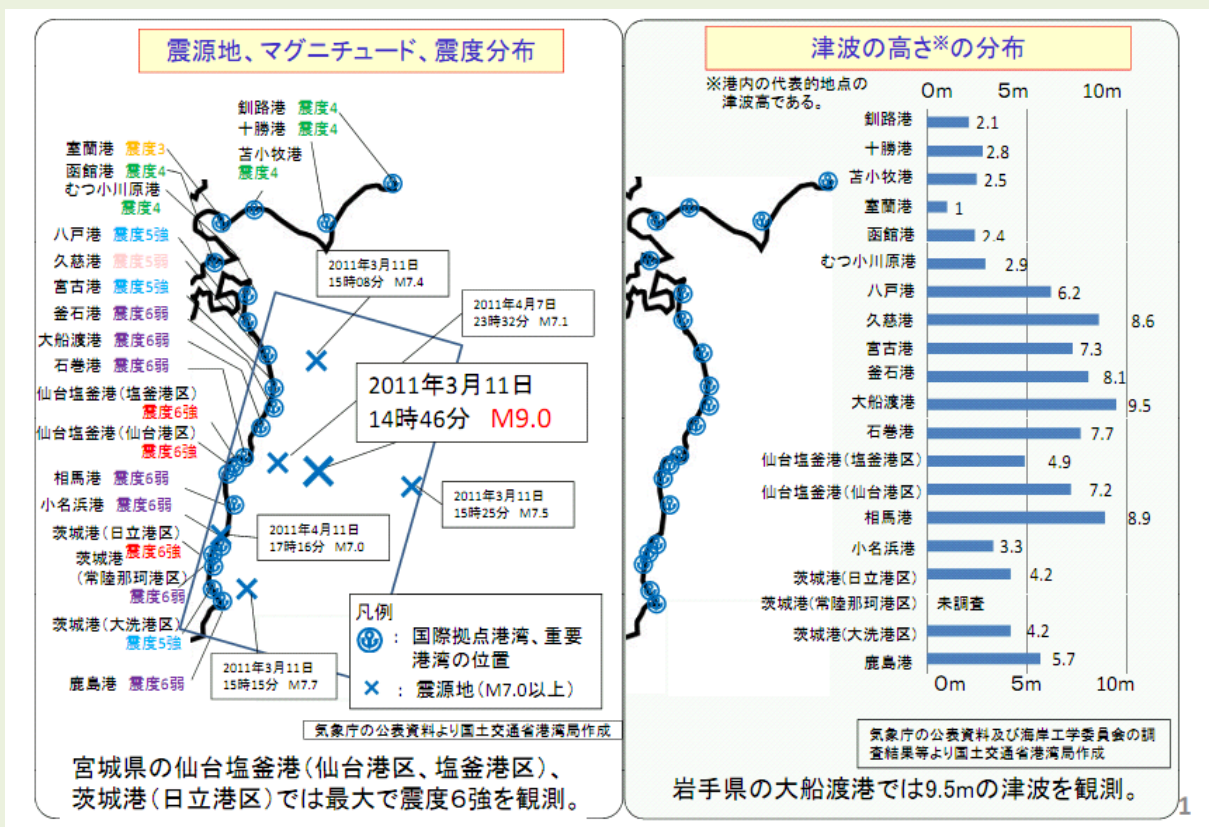 震源地、マグニチュード、震度分布
釧路港 震度4
十勝港 震度4
苫小牧港
震度4
室蘭港 震度3
函館港 震度4
むつ小川原港
震度4
八戸港 震度5強
久慈港 震度5弱
宮古港 震度5強
釜石港 震度6弱
大船渡港 震度6弱
石巻港 震度6弱
仙台塩釜港(塩釜港区)
震度6強
仙台塩釜港(仙台港区)
震度6強
相馬港 震度6弱
小名浜港 震度6弱
茨城港(日立港区)
震度6強
茨城港
(常陸那珂港区)
震度6弱
茨城港(大洗港区)
震度5強
鹿島港 震度6弱
2011年3月11日
15時08分 M7.4
2011年4月7日
23時32分 M7.1
2011年3月11日
14時46分 M9.0
2011年3月11日
15時25分 M7.5
2011年4月11日
17時16分 M7.0
2011年3月11日
15時15分 M7.7
凡例
: 国際拠点港湾、重要
港湾の位置
× : 震源地(M7.0以上)
気象庁の公表資料より国土交通省港湾局作成
宮城県の仙台塩釜港(仙台港区、塩釜港区)、
茨城港(日立港区)では最大で震度6強を観測。
津波の高さ※の分布
※港内の代表的地点の
津波高である。
0m 5m 10m
釧路港 2.1
十勝港 2.8
苫小牧港 2.5
室蘭港 1
函館港 2.4
むつ小川原港 2.9
八戸港 6.2
久慈港 8.6
宮古港 7.3
釜石港 8.1
大船渡港 9.5
石巻港 7.7
仙台塩釜港(塩釜港区) 4.9
仙台塩釜港(仙台港区) 7.2
相馬港 8.9
小名浜港 3.3
茨城港(日立港区) 4.2
茨城港(常陸那珂港区) 未調査
茨城港(大洗港区) 4.2
鹿島港 5.7
0m 5m 10m
気象庁の公表資料及び海岸工学委員会の調
査結果等より国土交通省港湾局作成
岩手県の大船渡港では9.5mの津波を観測。
1